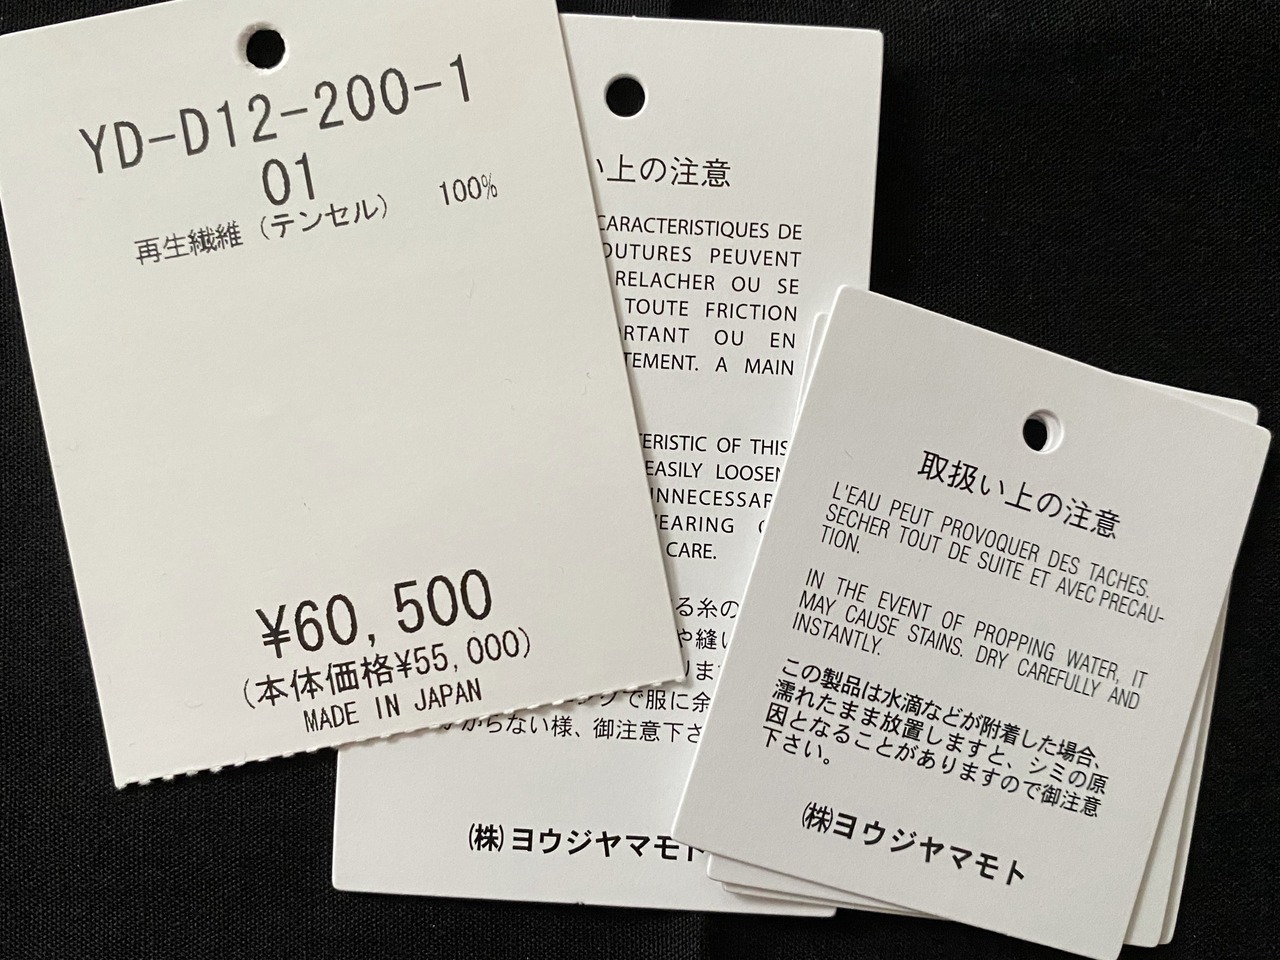 YD-D12-200-1
01
再生繊維(テンセル) 100%
¥60,500
(本体価格¥55,000)
MADE IN JAPAN
い上の注意
CARACTERISTIQUES DE
OUTURES PEUVENT
RELACHER OU SE
TOUTE FRICTION
OU EN
A MAIN
OF THIS
EASILY
CARE.
る糸の
や縫い
で服に余
からない様、御注意下さ
(株)ヨウジヤマモト
取扱い上の注意
L'EAU PEUT PROVOQUER DES TACHES.
SECHER TOUT DE SUITE ET AVEC PRECAU-
TION.
IN THE EVENT OF PROPPING WATER, IT
MAY CAUSE STAINS. DRY CAREFULLY AND
INSTANTLY.
この製品は水滴などが附着した場合、
濡れたまま放置しますと、シミの原
因となることがありますので御注意
下さい。
(株)ヨウジヤマモト